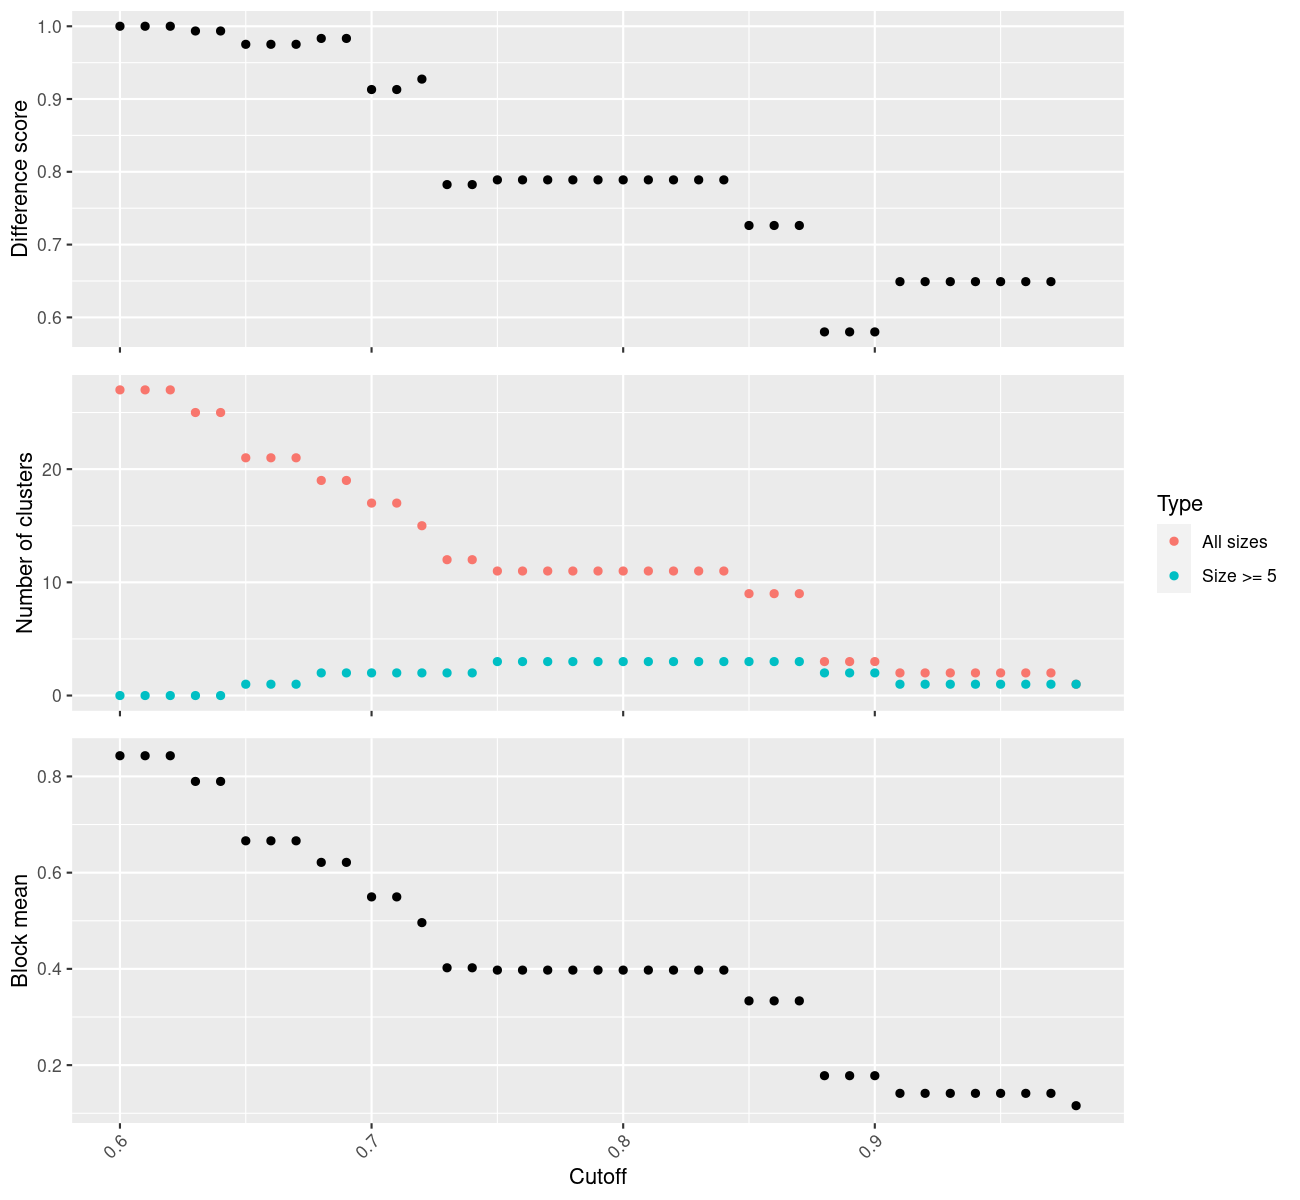 Difference score
1.0
0.9
0.8
0.7
0.6
Number of clusters
20
10
0
Type
All sizes
Size >= 5
Block mean
0.8
0.6
0.4
0.2
0.6 0.7 0.8 0.9
Cutoff